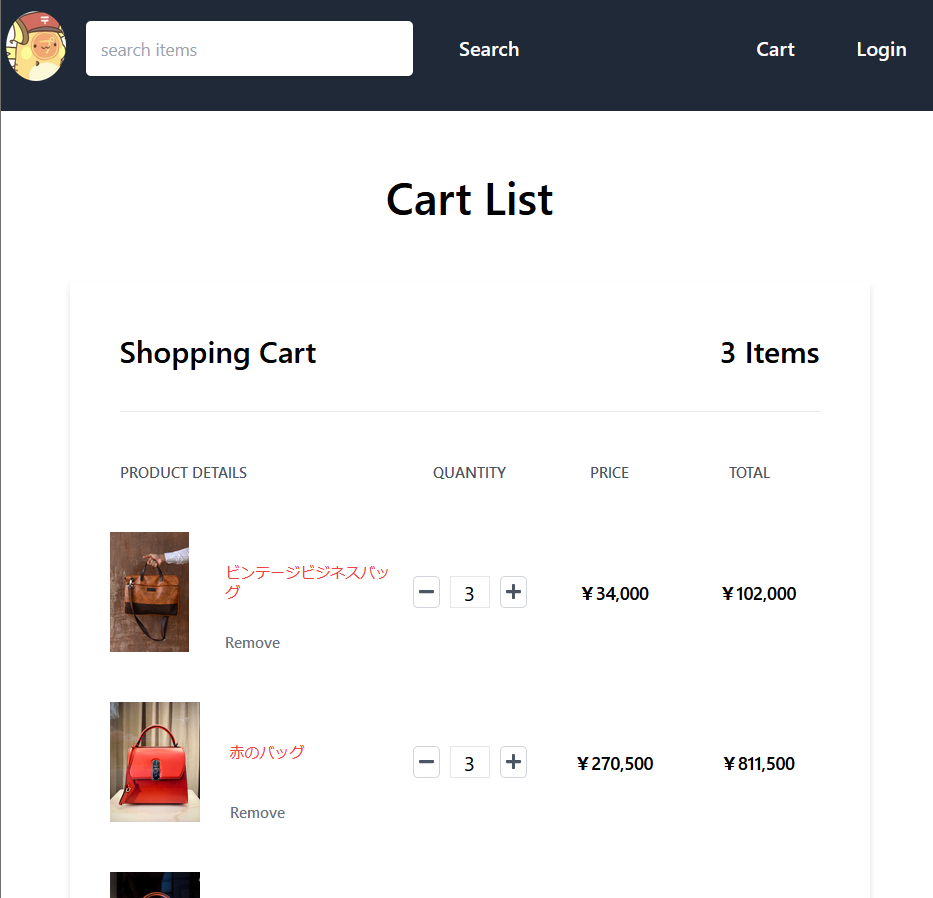 search items
Search
Cart
Login
Cart List
Shopping Cart
3 Items
PRODUCT DETAILS
QUANTITY
PRICE
TOTAL
ビンテージビジネスバッ
グ
3
¥34,000
¥102,000
Remove
赤のバッグ
3
¥270,500
¥811,500
Remove